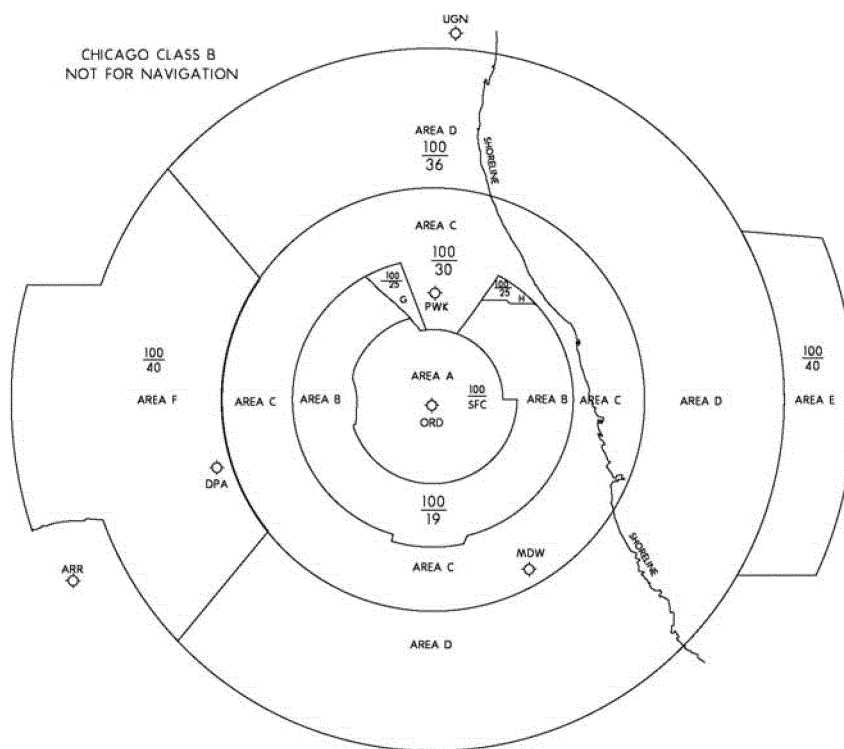 UGN
CHICAGO CLASS B
NOT FOR NAVIGATION
AREA D
100
36
SHORELINE
AREA C
100
30
100
25
G
PWK
100
25
H
100
40
AREA F
AREA C
AREA B
AREA A
100
SFC
ORD
AREA B
AREA C
AREA D
100
40
AREA E
DPA
100
19
ARR
AREA C
MDW
SHORELINE
AREA D